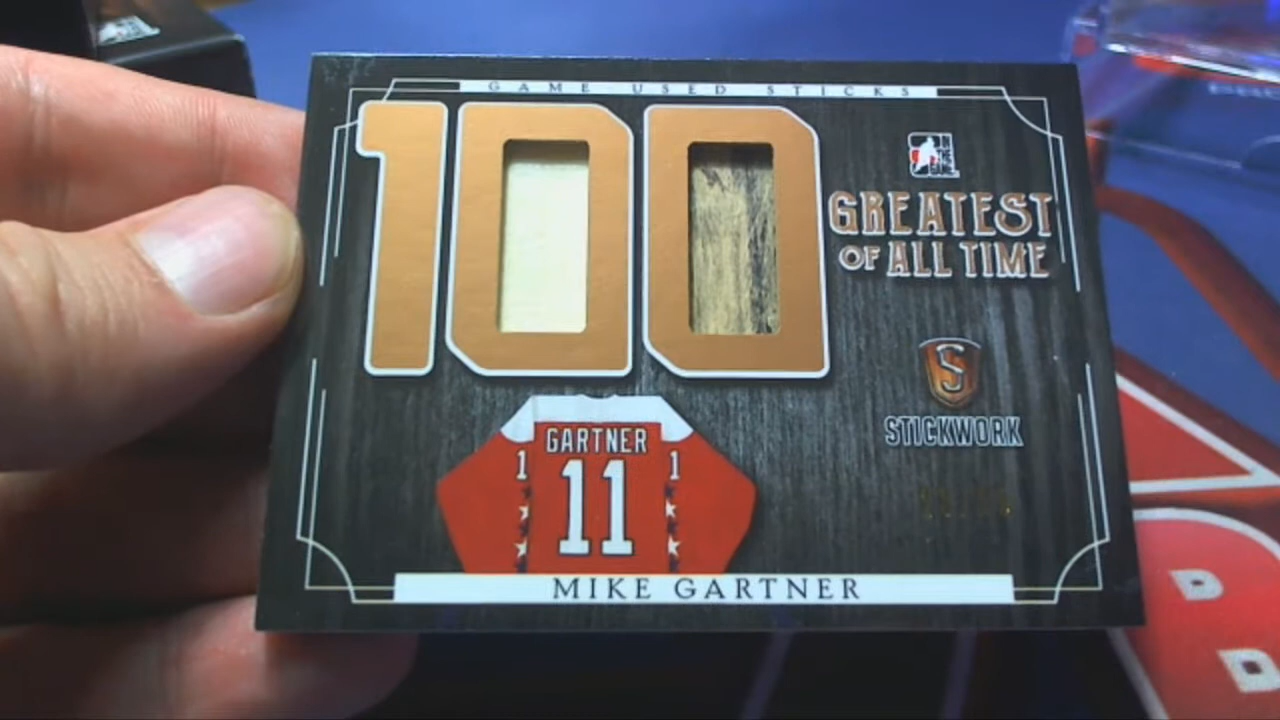 GAME USED STICKS
100
GREATEST
OF ALL TIME
S
STICKWORK
GARTNER
1 1
11
MIKE GARTNER